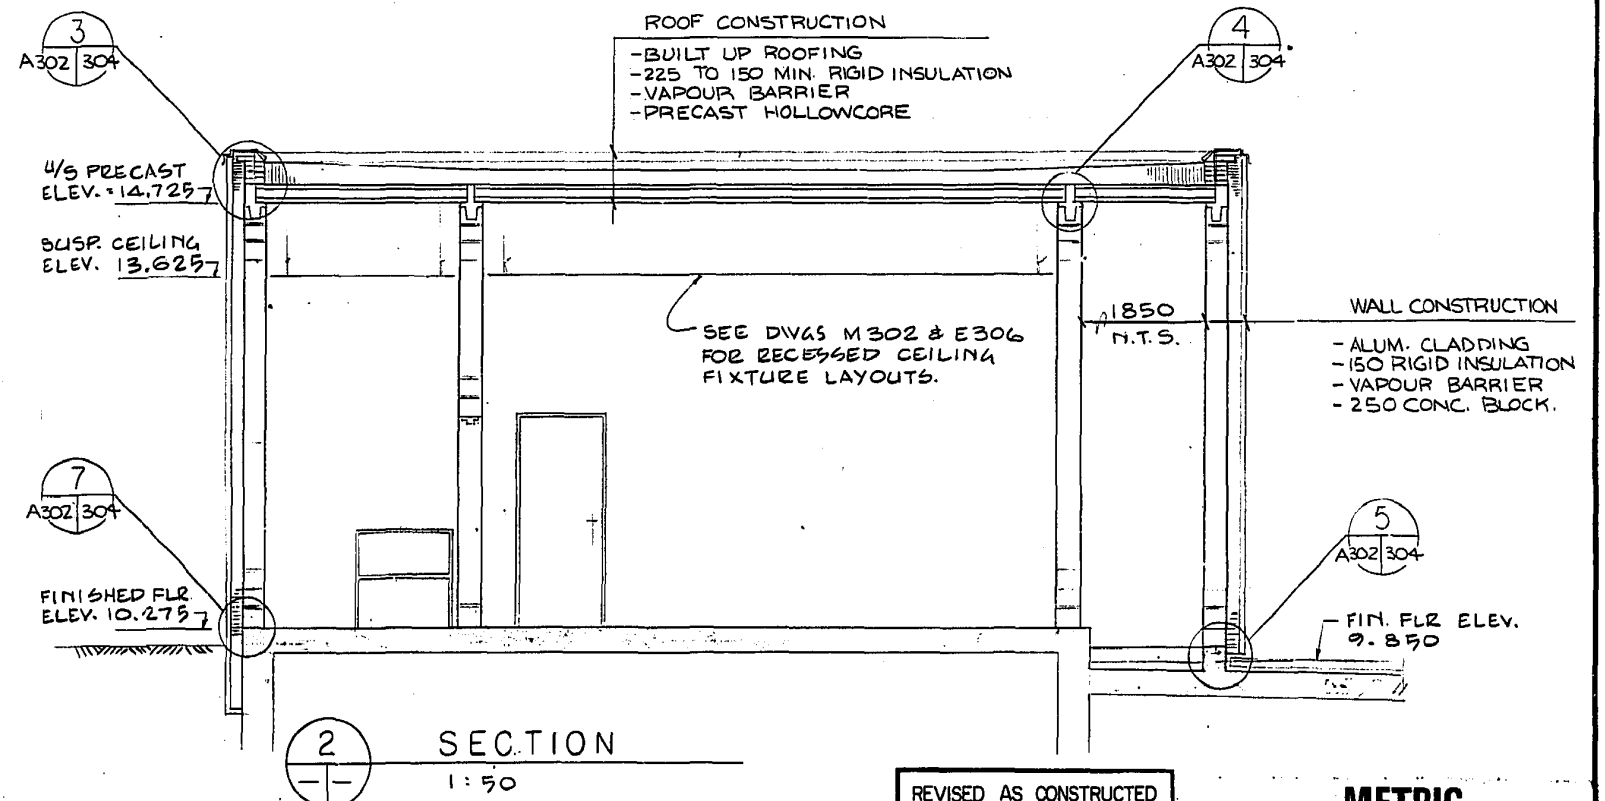 3
A302 304
ROOF CONSTRUCTION
-BUILT UP ROOFING
-225 TO 150 MIN. RIGID INSULATION
-VAPOUR BARRIER
-PRECAST HOLLOWCORE
4
A302 304
U/S PRECAST
ELEV. = 14.725
SUSP. CEILING
ELEV. 13.625
SEE DWGS M302 & E306
FOR RECESSED CEILING
FIXTURE LAYOUTS.
1850
N.T.S.
WALL CONSTRUCTION
- ALUM. CLADDING
-150 RIGID INSULATION
- VAPOUR BARRIER
- 250 CONC. BLOCK.
7
A302 304
5
A302 304
FINISHED FLR
ELEV. 10.275
FIN. FLR ELEV.
9.850
2
SECTION
1:50
REVISED AS CONSTRUCTED
METRIC